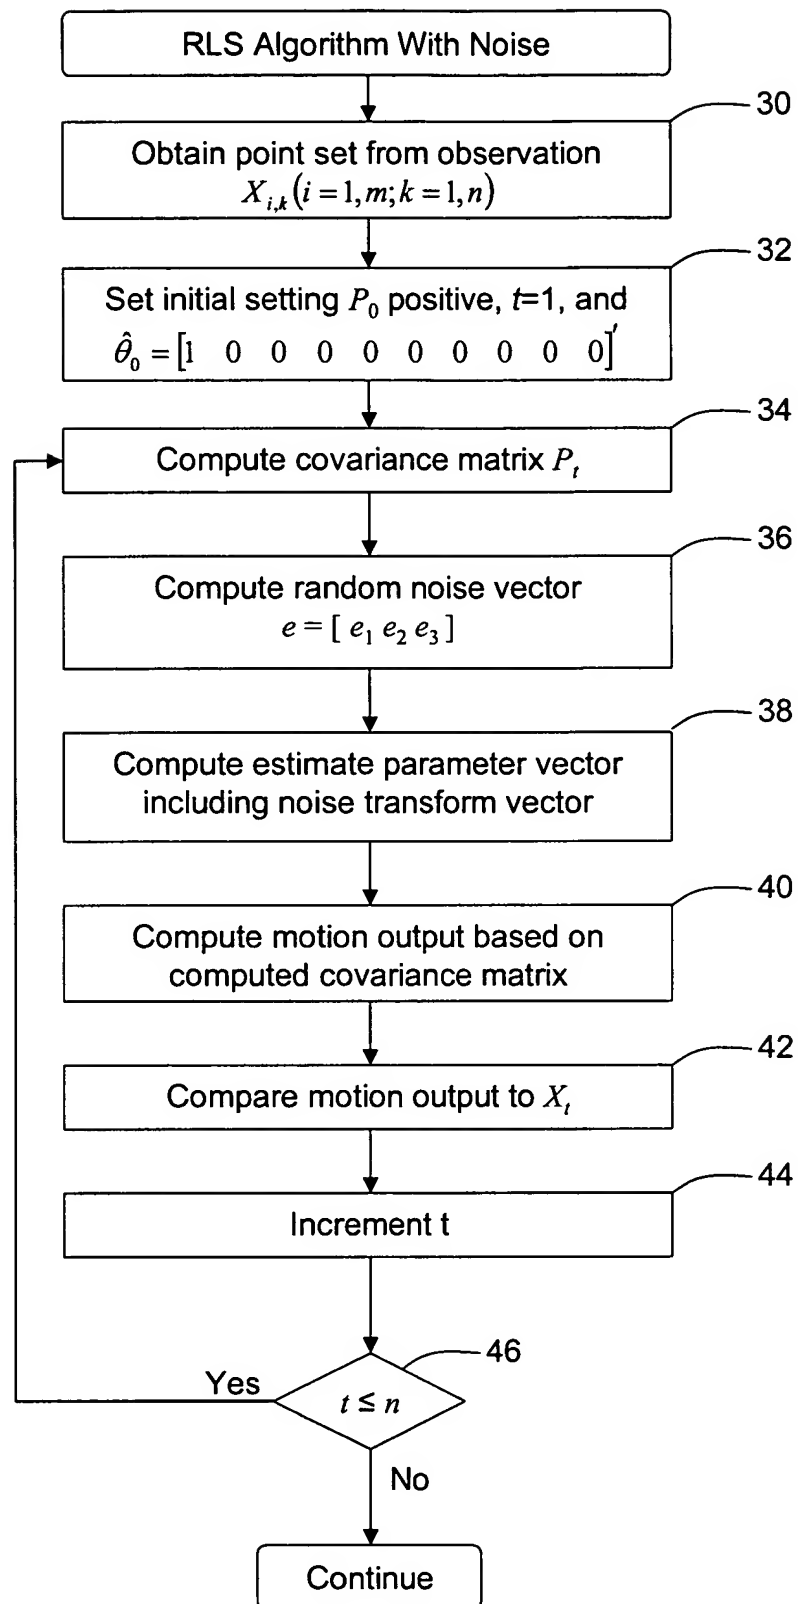 RLS Algorithm With Noise
30
Obtain point set from observation
X_{i,k}(i = 1, m; k = 1, n)
32
Set initial setting P_0 positive, t=1, and
θ̂_0 = [1 0 0 0 0 0 0 0 0 0]′
34
Compute covariance matrix P_t
36
Compute random noise vector
e = [ e_1 e_2 e_3 ]
38
Compute estimate parameter vector
including noise transform vector
40
Compute motion output based on
computed covariance matrix
42
Compare motion output to X_t
44
Increment t
46
Yes
t ≤ n
No
Continue